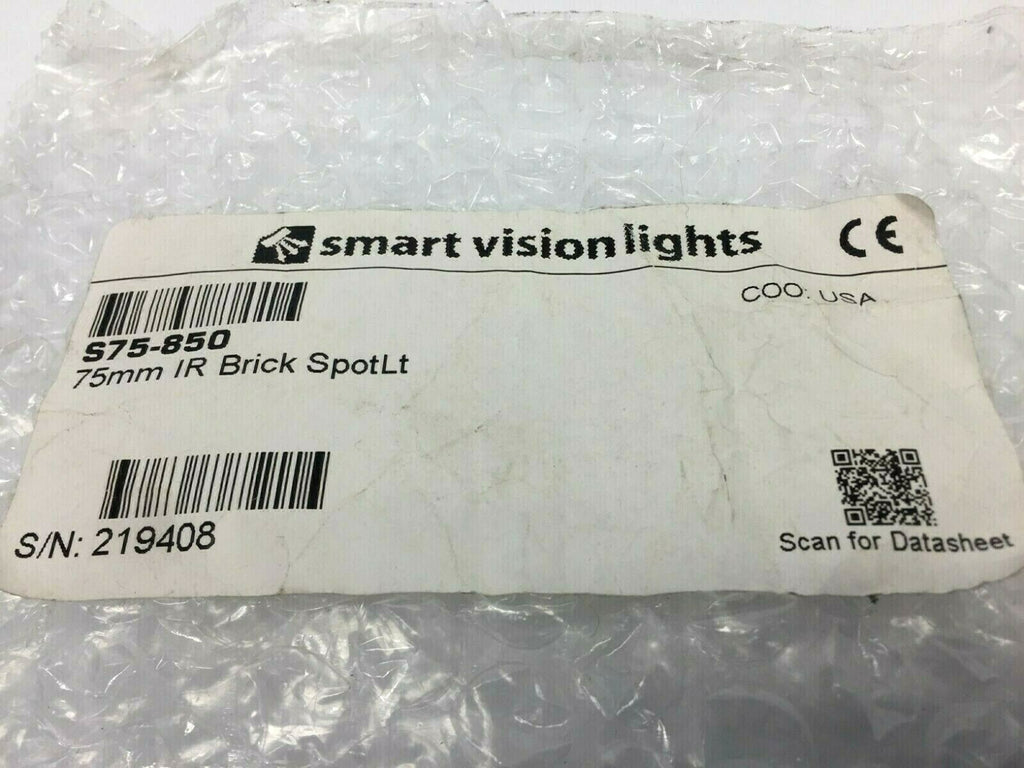 smart vision lights
CE
COO: USA
S75-850
75mm IR Brick SpotLt
S/N: 219408
Scan for Datasheet